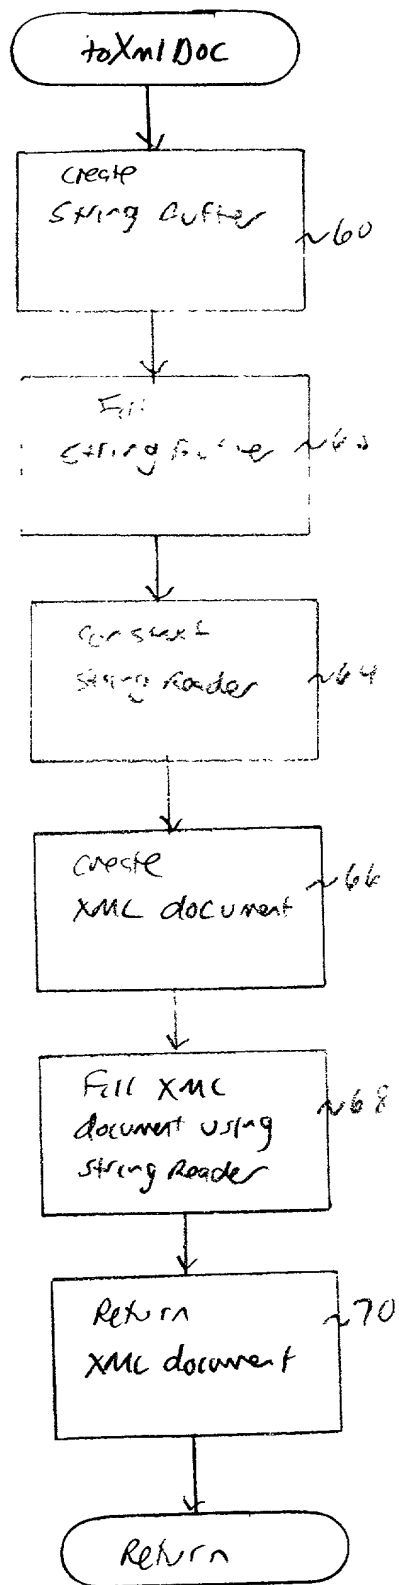 toXmlDoc
create
String Buffer
~60
Fill
String Buffer
~62
construct
String Reader
~64
create
XML document
~66
Fill XML
document using
String Reader
~68
Return
XML document
~70
Return